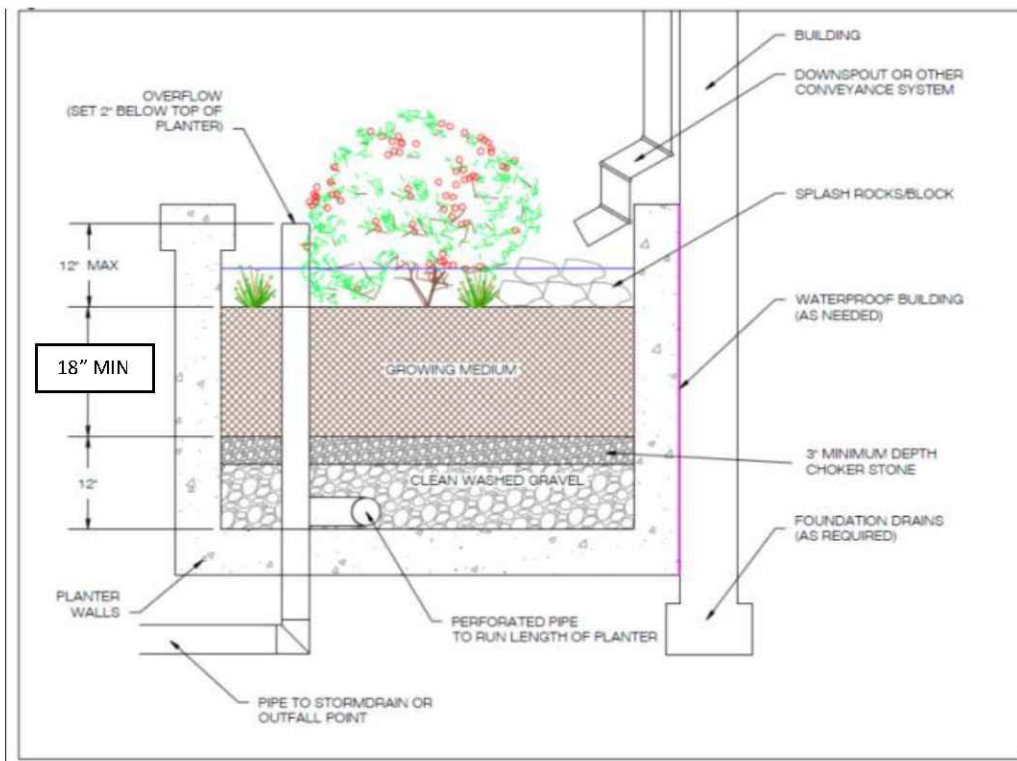 BUILDING
DOWNSPOUT OR OTHER
CONVEYANCE SYSTEM
OVERFLOW
(SET 2" BELOW TOP OF
PLANTER)
SPLASH ROCKS/BLOCK
12" MAX
WATERPROOF BUILDING
(AS NEEDED)
18” MIN
GROWING MEDIUM
3" MINIMUM DEPTH
CHOKER STONE
12"
CLEAN WASHED GRAVEL
FOUNDATION DRAINS
(AS REQUIRED)
PLANTER
WALLS
PERFORATED PIPE
TO RUN LENGTH OF PLANTER
PIPE TO STORMDRAIN OR
OUTFALL POINT